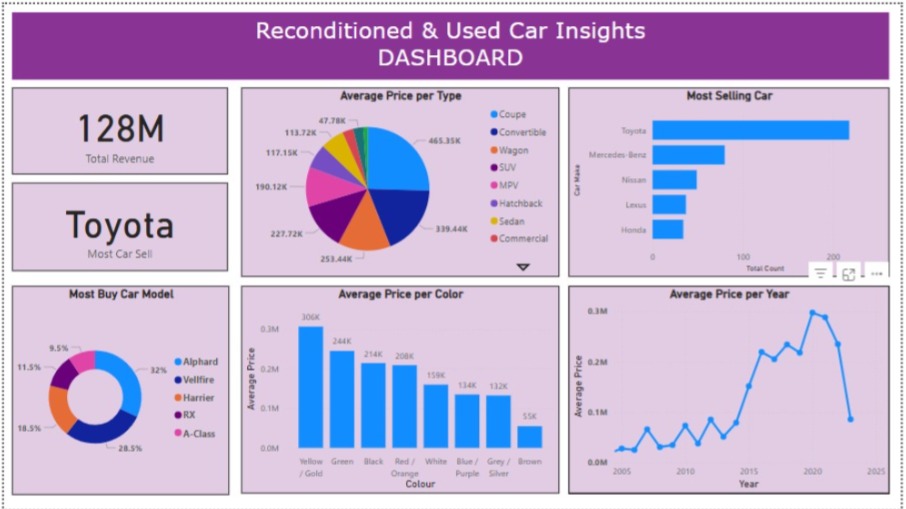 Reconditioned & Used Car Insights
DASHBOARD
128M
Total Revenue
Toyota
Most Car Sell
Average Price per Type
465.35K
339.44K
253.44K
227.72K
190.12K
117.15K
113.72K
47.78K
Coupe
Convertible
Wagon
SUV
MPV
Hatchback
Sedan
Commercial
Most Selling Car
Car Make
Toyota
Mercedes-Benz
Nissan
Lexus
Honda
0 100 200
Total Count
Most Buy Car Model
32%
28.5%
18.5%
11.5%
9.5%
Alphard
Vellfire
Harrier
RX
A-Class
Average Price per Color
Average Price
0.3M
0.2M
0.1M
0.0M
306K 244K 214K 208K 159K 134K 132K 55K
Yellow / Gold
Green
Black
Red / Orange
White
Blue / Purple
Grey / Silver
Brown
Colour
Average Price per Year
Average Price
0.3M
0.2M
0.1M
0.0M
2005 2010 2015 2020 2025
Year